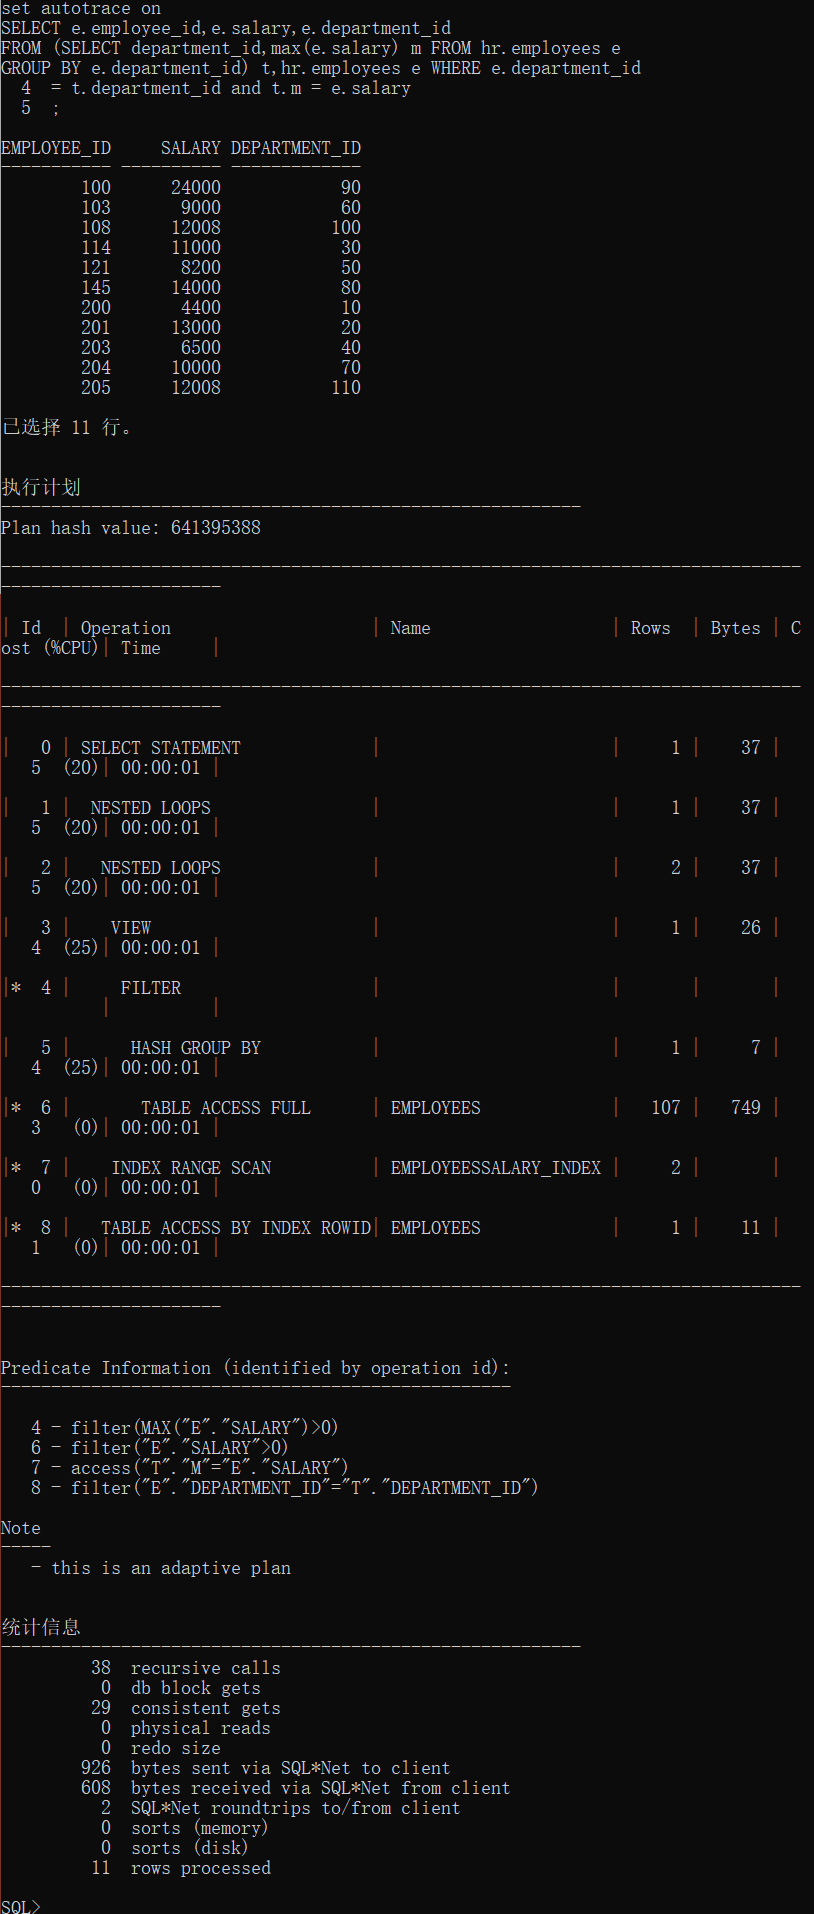 set autotrace on
SELECT e.employee_id,e.salary,e.department_id
FROM (SELECT department_id,max(e.salary) m FROM hr.employees e
GROUP BY e.department_id) t,hr.employees e WHERE e.department_id
  4  = t.department_id and t.m = e.salary
  5  ;

EMPLOYEE_ID     SALARY DEPARTMENT_ID
----------- ---------- -------------
        100      24000            90
        103       9000            60
        108      12008           100
        114      11000            30
        121       8200            50
        145      14000            80
        200       4400            10
        201      13000            20
        203       6500            40
        204      10000            70
        205      12008           110

已选择 11 行。


执行计划
----------------------------------------------------------
Plan hash value: 641395388

--------------------------------------------------------------------------------
----------------------

| Id  | Operation                    | Name                  | Rows  | Bytes | C
ost (%CPU)| Time     |

--------------------------------------------------------------------------------
----------------------

|   0 | SELECT STATEMENT             |                       |     1 |    37 |
   5  (20)| 00:00:01 |

|   1 |  NESTED LOOPS                |                       |     1 |    37 |
   5  (20)| 00:00:01 |

|   2 |   NESTED LOOPS               |                       |     2 |    37 |
   5  (20)| 00:00:01 |

|   3 |    VIEW                      |                       |     1 |    26 |
   4  (25)| 00:00:01 |

|*  4 |     FILTER                   |                       |       |       |
          |          |

|   5 |      HASH GROUP BY           |                       |     1 |     7 |
   4  (25)| 00:00:01 |

|*  6 |       TABLE ACCESS FULL      | EMPLOYEES             |   107 |   749 |
   3   (0)| 00:00:01 |

|*  7 |    INDEX RANGE SCAN          | EMPLOYEESSALARY_INDEX |     2 |       |
   0   (0)| 00:00:01 |

|*  8 |   TABLE ACCESS BY INDEX ROWID| EMPLOYEES             |     1 |    11 |
   1   (0)| 00:00:01 |

--------------------------------------------------------------------------------
----------------------


Predicate Information (identified by operation id):
---------------------------------------------------

   4 - filter(MAX("E"."SALARY")>0)
   6 - filter("E"."SALARY">0)
   7 - access("T"."M"="E"."SALARY")
   8 - filter("E"."DEPARTMENT_ID"="T"."DEPARTMENT_ID")

Note
-----
   - this is an adaptive plan


统计信息
----------------------------------------------------------
         38  recursive calls
          0  db block gets
         29  consistent gets
          0  physical reads
          0  redo size
        926  bytes sent via SQL*Net to client
        608  bytes received via SQL*Net from client
          2  SQL*Net roundtrips to/from client
          0  sorts (memory)
          0  sorts (disk)
         11  rows processed

SQL>